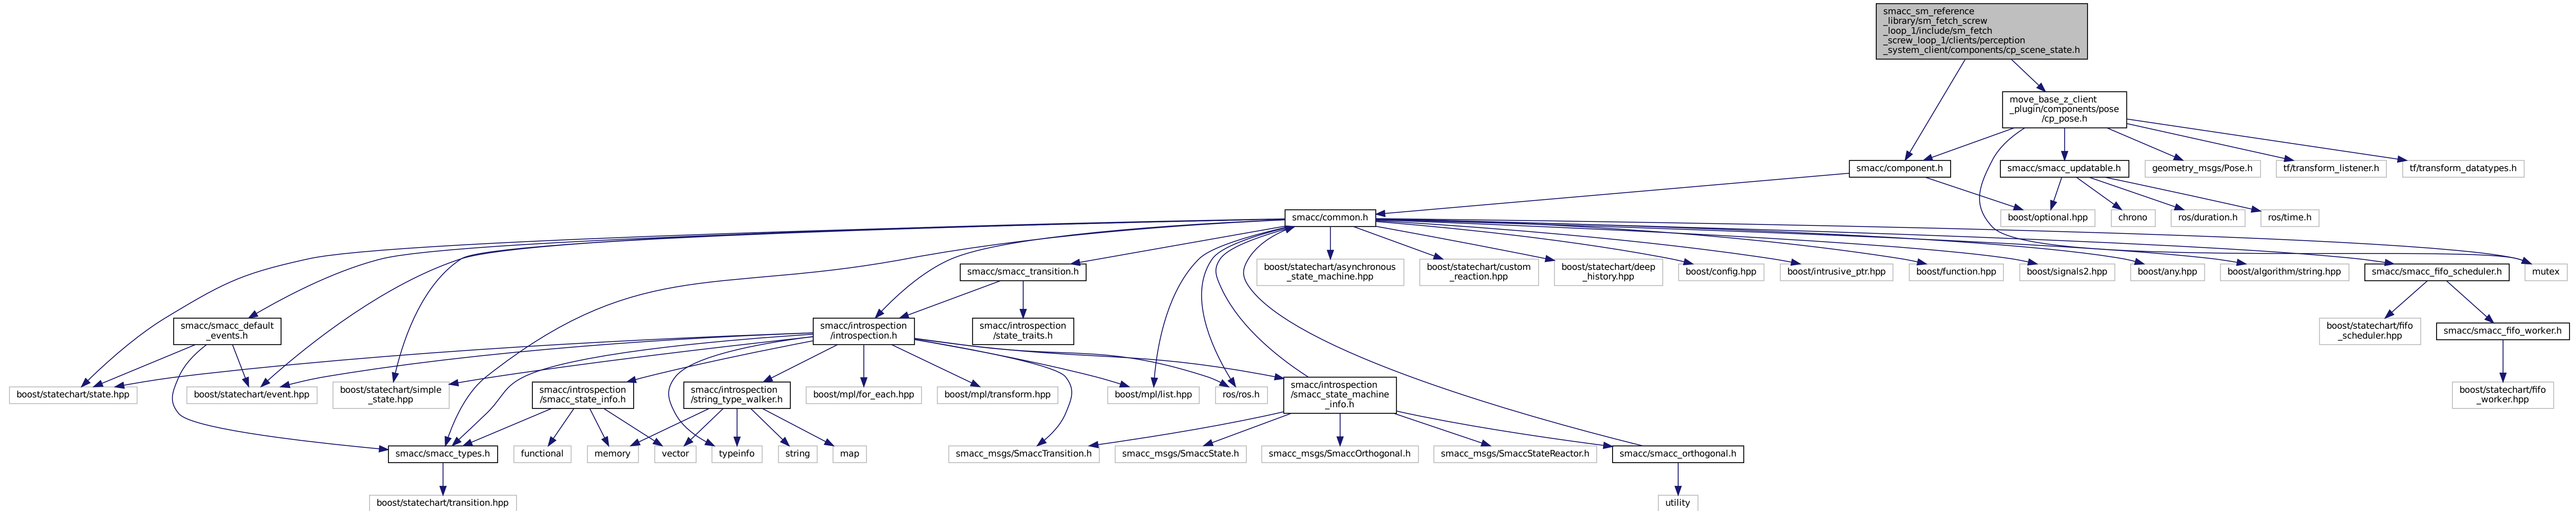 smacc_sm_reference
_library/sm_fetch_screw
_loop_1/include/sm_fetch
_screw_loop_1/clients/perception
_system_client/components/cp_scene_state.h
move_base_z_client
_plugin/components/pose
/cp_pose.h
smacc/component.h
smacc/smacc_updatable.h
geometry_msgs/Pose.h
tf/transform_listener.h
tf/transform_datatypes.h
smacc/common.h
boost/optional.hpp
chrono
ros/duration.h
ros/time.h
smacc/smacc_transition.h
boost/statechart/asynchronous
_state_machine.hpp
boost/statechart/custom
_reaction.hpp
boost/statechart/deep
_history.hpp
boost/config.hpp
boost/intrusive_ptr.hpp
boost/function.hpp
boost/signals2.hpp
boost/any.hpp
boost/algorithm/string.hpp
smacc/smacc_fifo_scheduler.h
mutex
smacc/smacc_default
_events.h
smacc/introspection
/introspection.h
smacc/introspection
/state_traits.h
boost/statechart/fifo
_scheduler.hpp
smacc/smacc_fifo_worker.h
boost/statechart/state.hpp
boost/statechart/event.hpp
boost/statechart/simple
_state.hpp
smacc/introspection
/smacc_state_info.h
smacc/introspection
/string_type_walker.h
boost/mpl/for_each.hpp
boost/mpl/transform.hpp
boost/mpl/list.hpp
ros/ros.h
smacc/introspection
/smacc_state_machine
_info.h
boost/statechart/fifo
_worker.hpp
smacc/smacc_types.h
functional
memory
vector
typeinfo
string
map
smacc_msgs/SmaccTransition.h
smacc_msgs/SmaccState.h
smacc_msgs/SmaccOrthogonal.h
smacc_msgs/SmaccStateReactor.h
smacc/smacc_orthogonal.h
boost/statechart/transition.hpp
utility